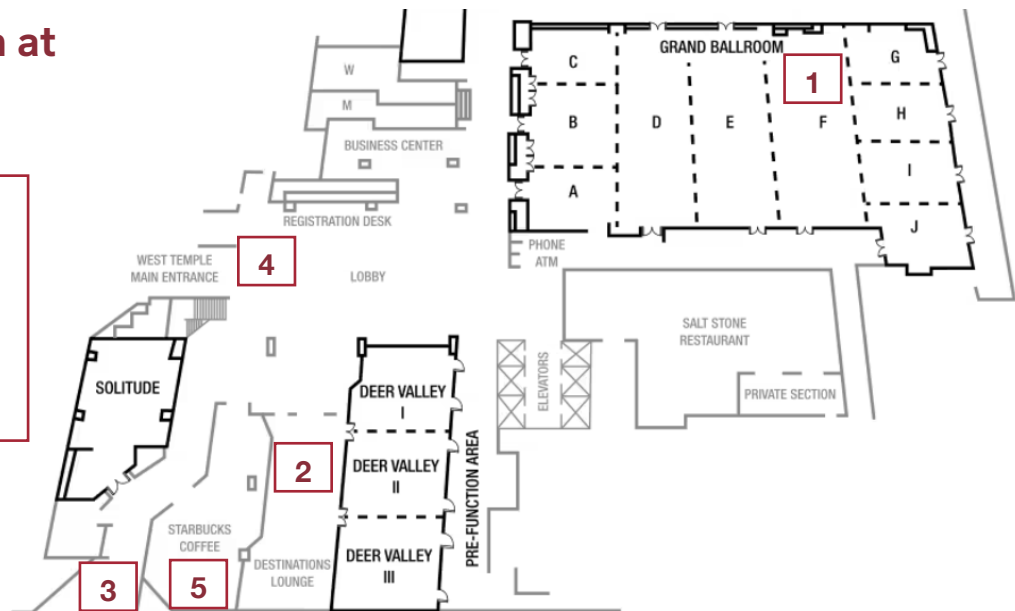 n at
GRAND BALLROOM
C
G
1
W
M
B
D
E
F
H
BUSINESS CENTER
I
A
REGISTRATION DESK
J
PHONE
ATM
WEST TEMPLE
MAIN ENTRANCE
4
LOBBY
SALT STONE
RESTAURANT
ELEVATORS
PRIVATE SECTION
SOLITUDE
DEER VALLEY
I
DEER VALLEY
II
2
PRE-FUNCTION AREA
STARBUCKS
COFFEE
DEER VALLEY
III
DESTINATIONS
LOUNGE
3
5